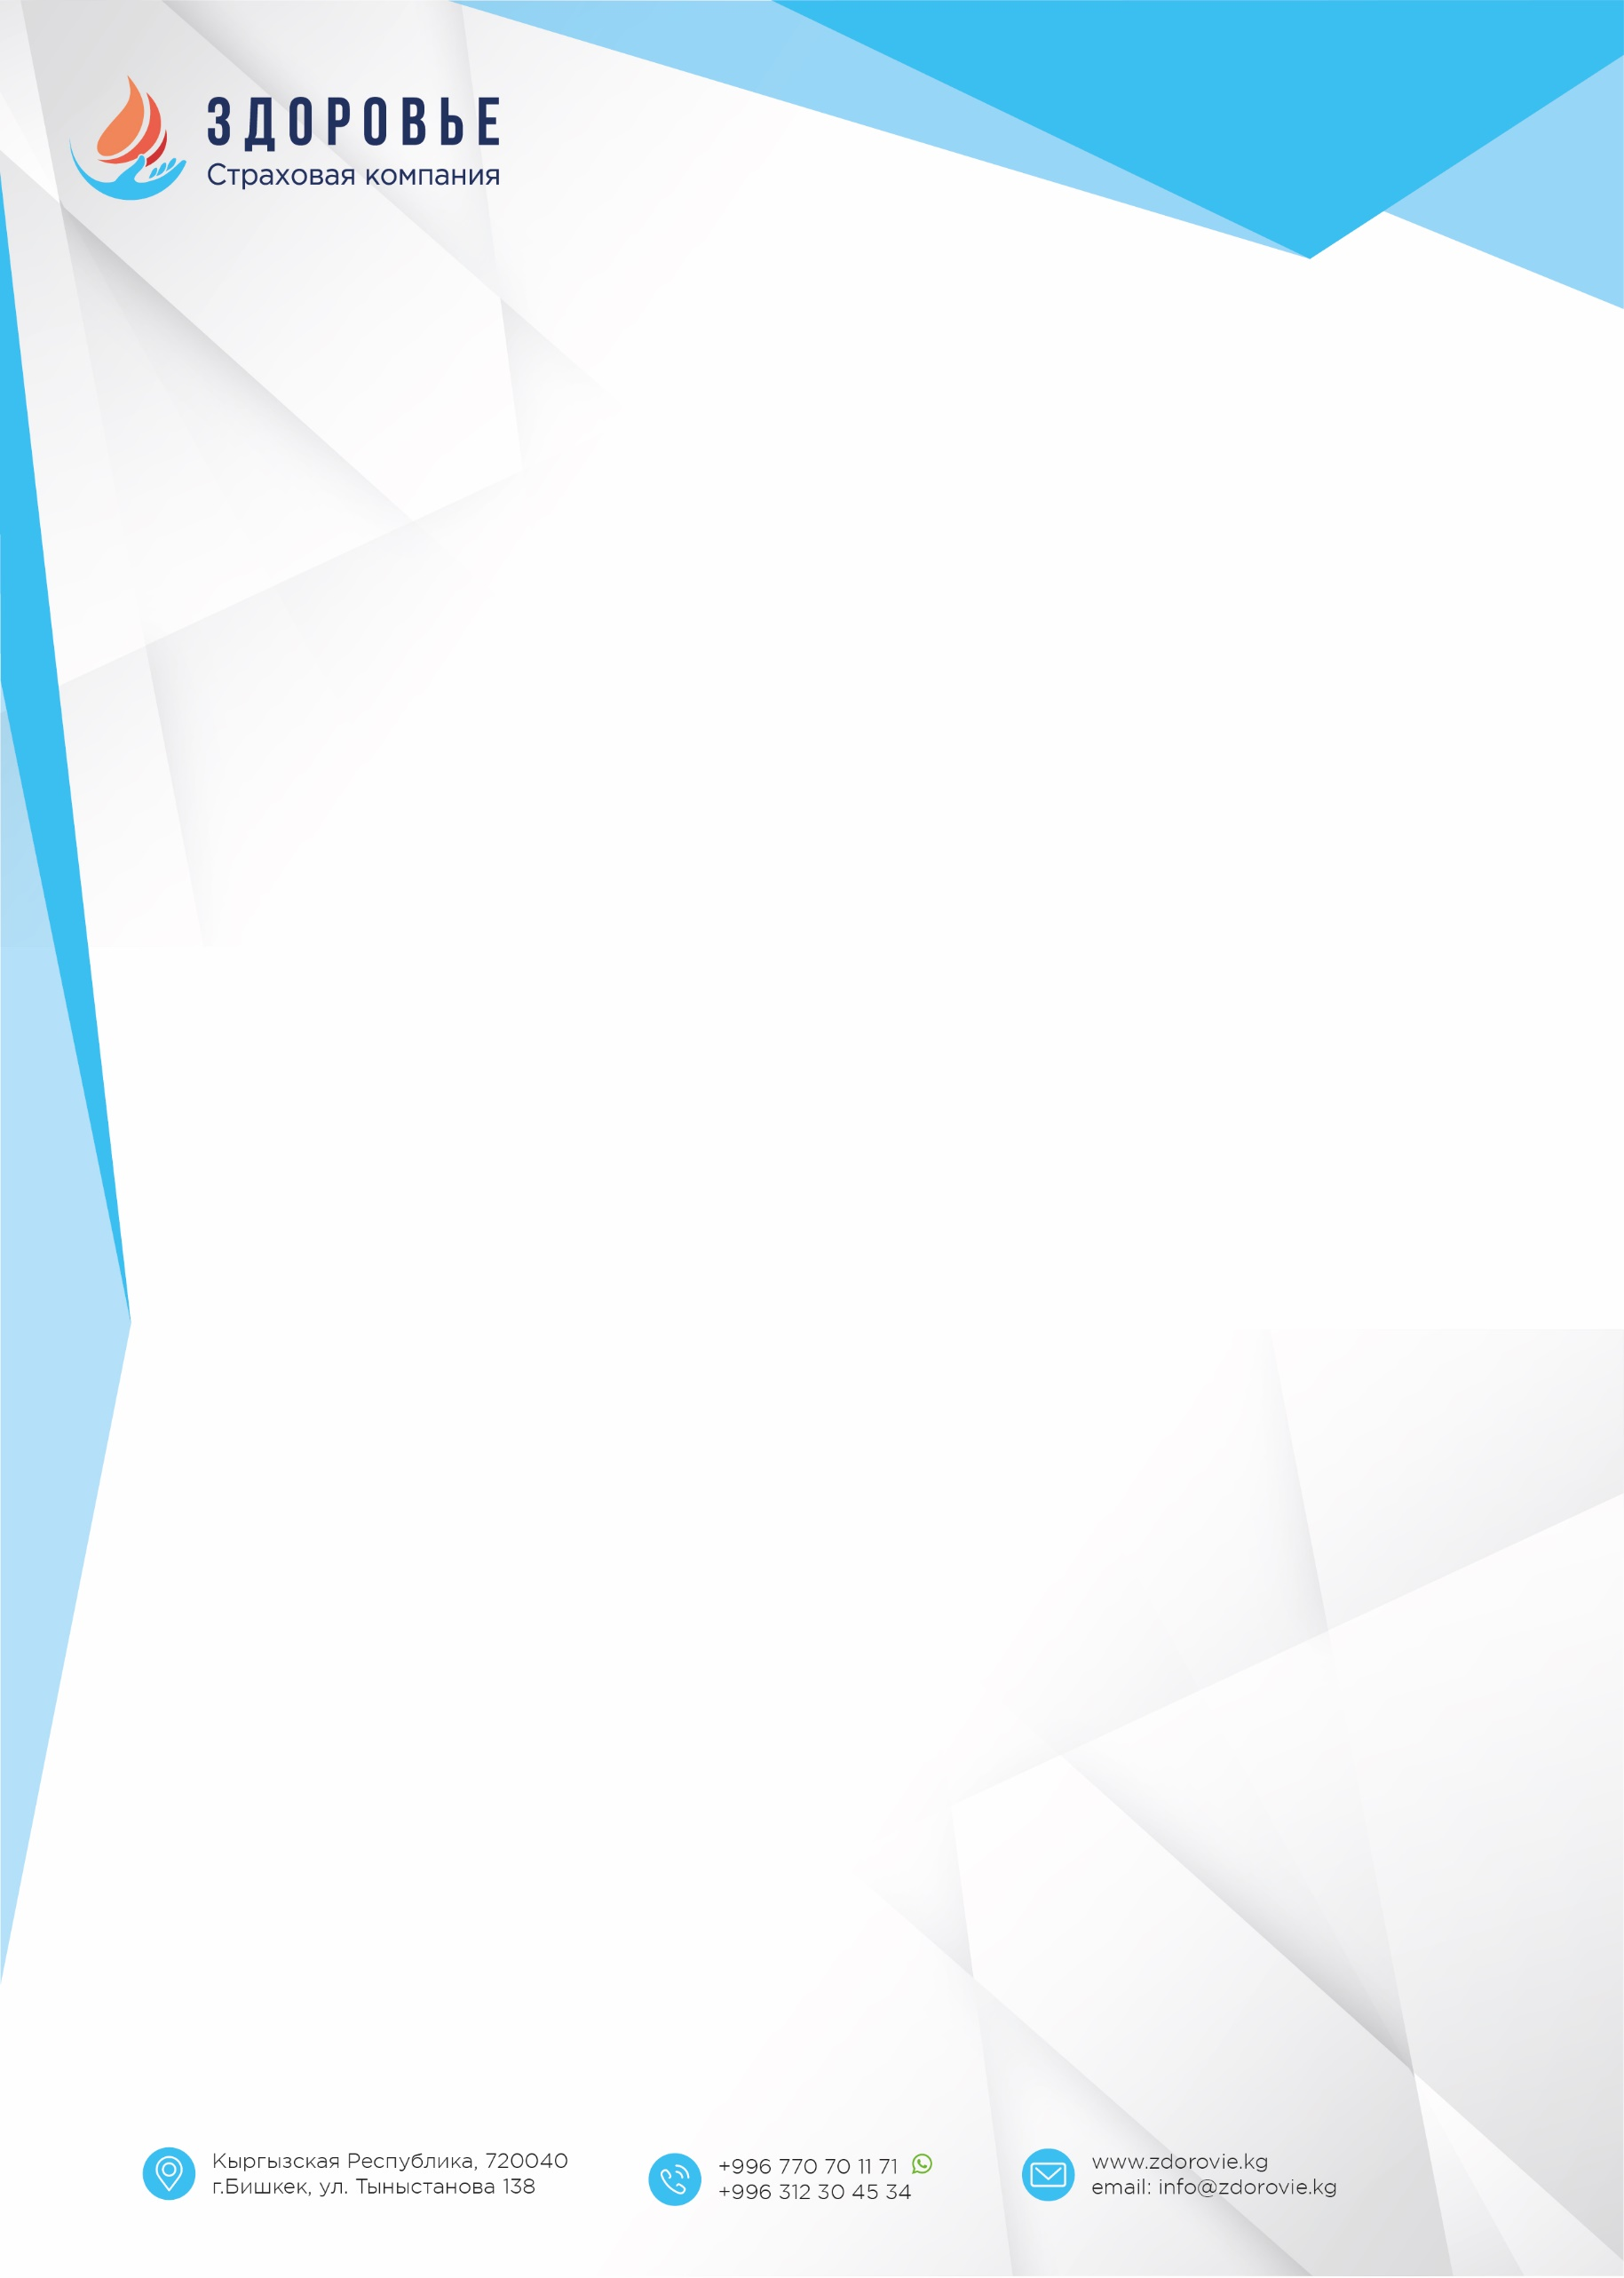 ЗДОРОВЬЕ
Страховая компания
Кыргызская Республика, 720040
г.Бишкек, ул. Тыныстанова 138
+996 770 70 11 71
+996 312 30 45 34
www.zdorovie.kg
email: info@zdorovie.kg